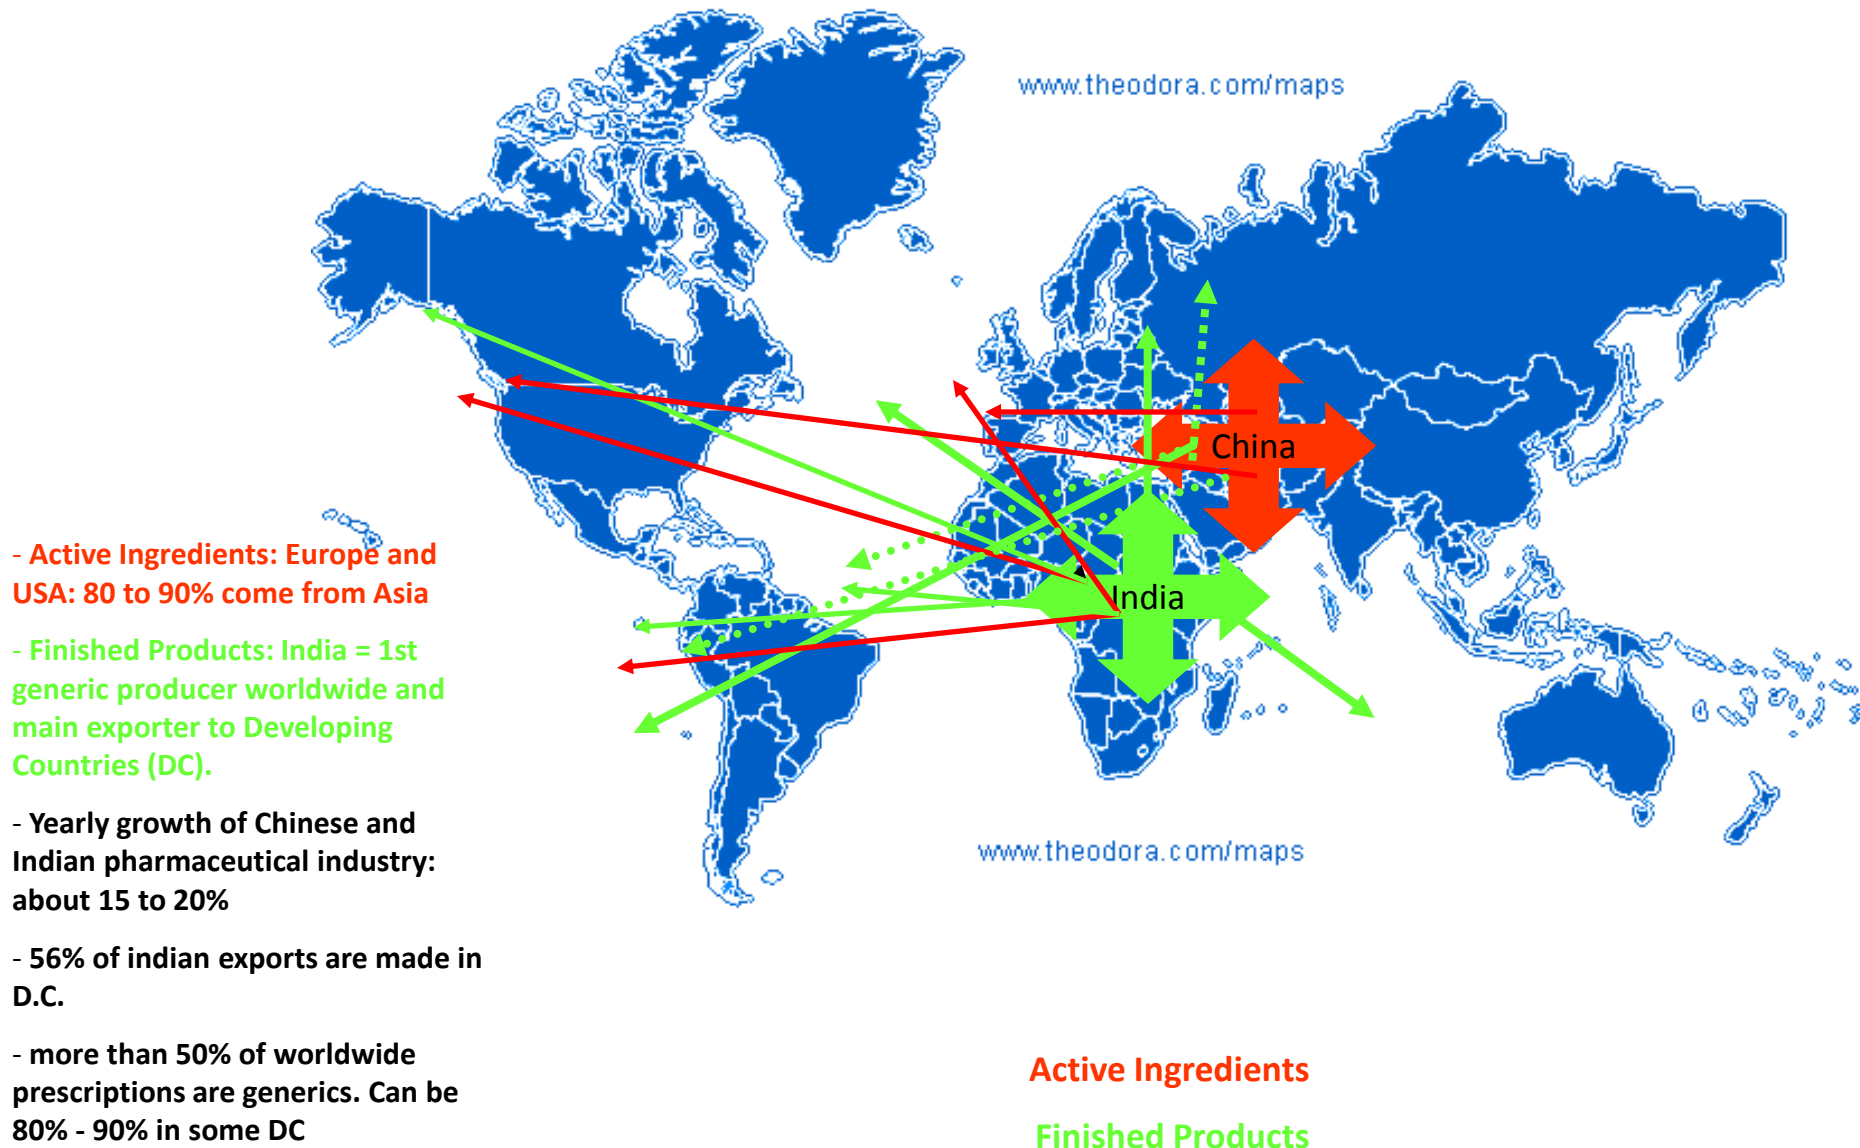 www.theodora.com/maps
China
India
- Active Ingredients: Europe and
USA: 80 to 90% come from Asia
- Finished Products: India = 1st
generic producer worldwide and
main exporter to Developing
Countries (DC).
- Yearly growth of Chinese and
Indian pharmaceutical industry:
about 15 to 20%
- 56% of indian exports are made in
D.C.
- more than 50% of worldwide
prescriptions are generics. Can be
80% - 90% in some DC
www.theodora.com/maps
Active Ingredients
Finished Products